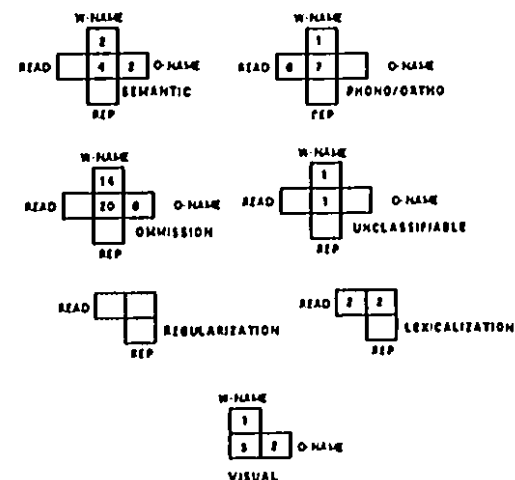 W-NAME W-NAME
2 1
READ 4 2 O-NAME READ 6 7 O-NAME
SEMANTIC PHONO/ORTHO
REP REP
W-NAME W-NAME
14 1
READ 20 6 O-NAME READ 1 O-NAME
OMMISSION UNCLASSIFIABLE
REP REP
READ READ 2 2
REGULARIZATION LEXICALIZATION
REP REP
W-NAME
1
3 2 O-NAME
VISUAL